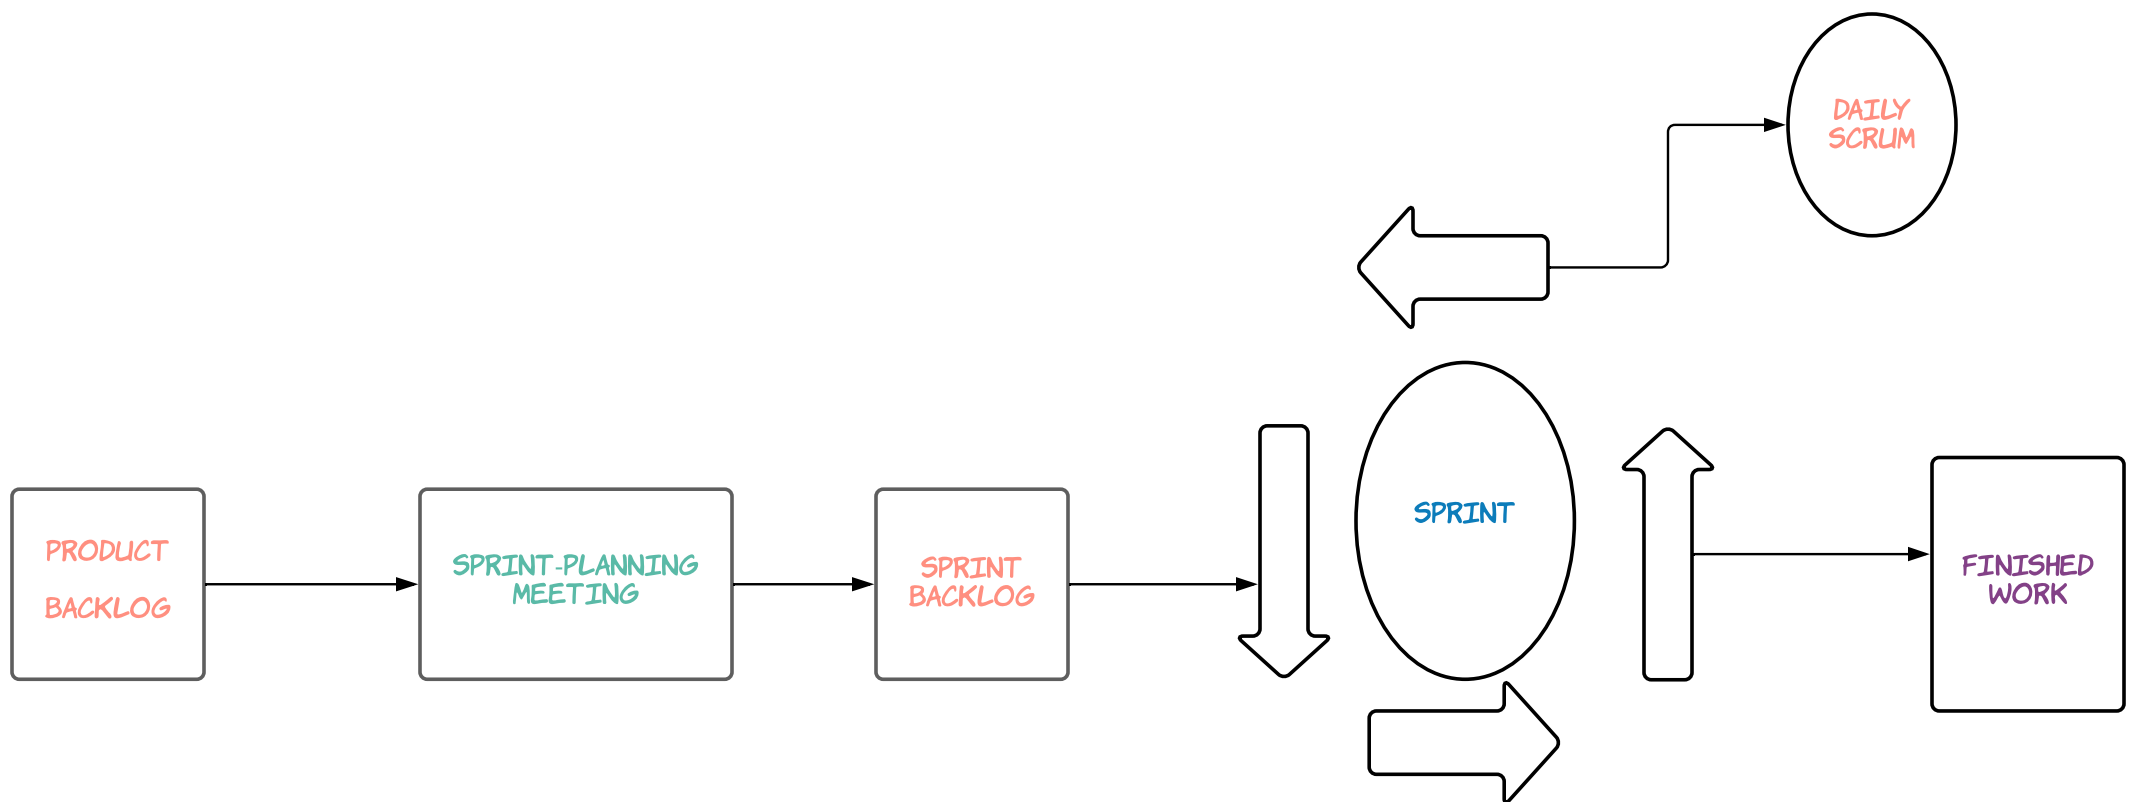 DAILY
SCRUM
PRODUCT
BACKLOG
SPRINT-PLANNING
MEETING
SPRINT
BACKLOG
SPRINT
FINISHED
WORK